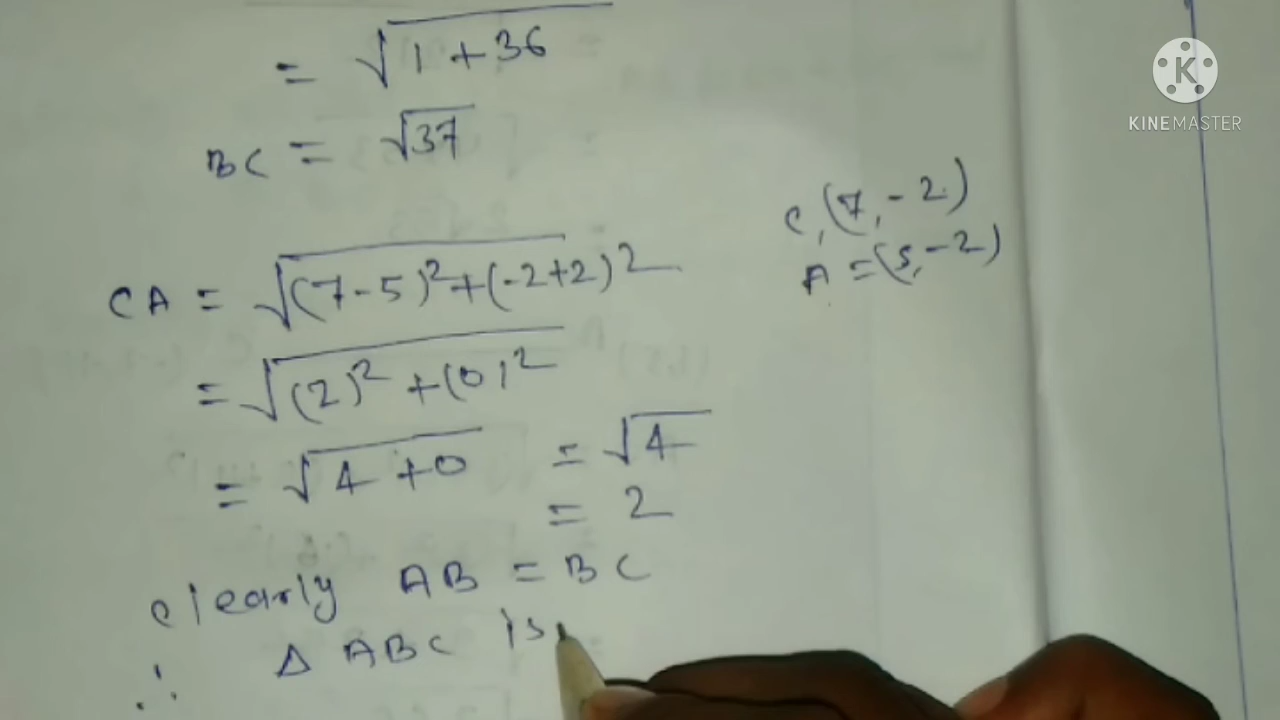 = √1 + 36
BC = √37
CA = √(7-5)² + (-2+2)²
= √(2)² + (0)²
= √4 + 0 = √4
= 2
clearly AB = BC
∴ Δ ABC is
C, (7, -2)
A = (5, -2)
K
KINEMASTER